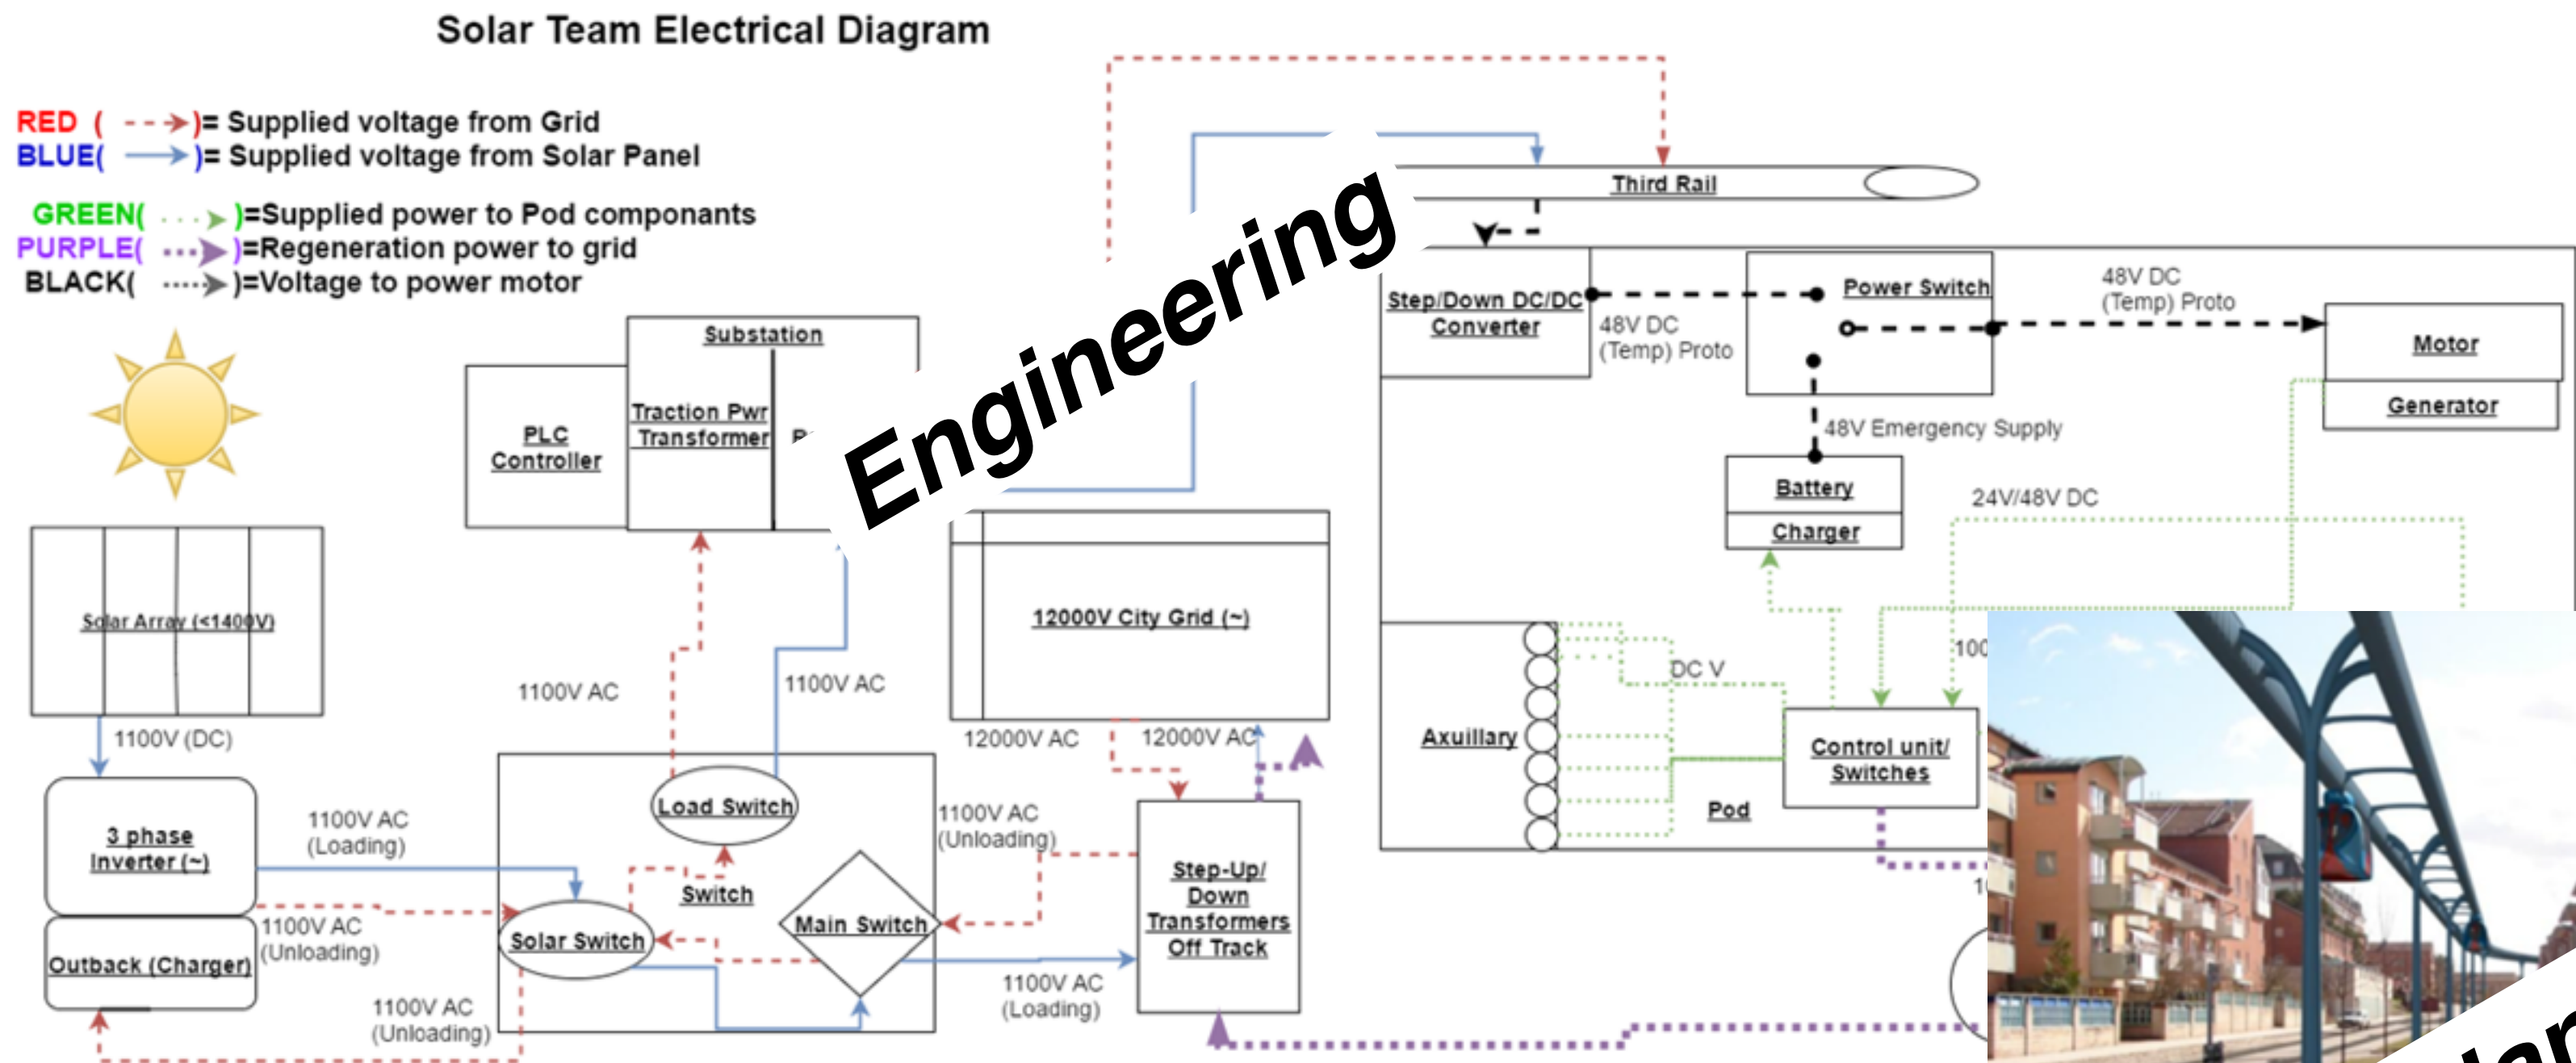 Solar Team Electrical Diagram
RED ( )= Supplied voltage from Grid
BLUE( )= Supplied voltage from Solar Panel
GREEN( )=Supplied power to Pod componants
PURPLE( )=Regeneration power to grid
BLACK( )=Voltage to power motor
Engineering
Third Rail
Substation
PLC
Controller
Traction Pwr
Transformer
Step/Down DC/DC
Converter
48V DC
(Temp) Proto
Power Switch
48V DC
(Temp) Proto
Motor
Generator
48V Emergency Supply
Battery
Charger
24V/48V DC
Solar Array (<1400V)
1100V (DC)
3 phase
Inverter (~)
Outback (Charger)
1100V AC
(Loading)
1100V AC
(Unloading)
1100V AC
(Unloading)
1100V AC
1100V AC
Load Switch
Switch
Solar Switch
Main Switch
12000V City Grid (~)
12000V AC
12000V AC
1100V AC
(Unloading)
1100V AC
(Loading)
Step-Up/
Down
Transformers
Off Track
Auxillary
DC V
Control unit/
Switches
Pod